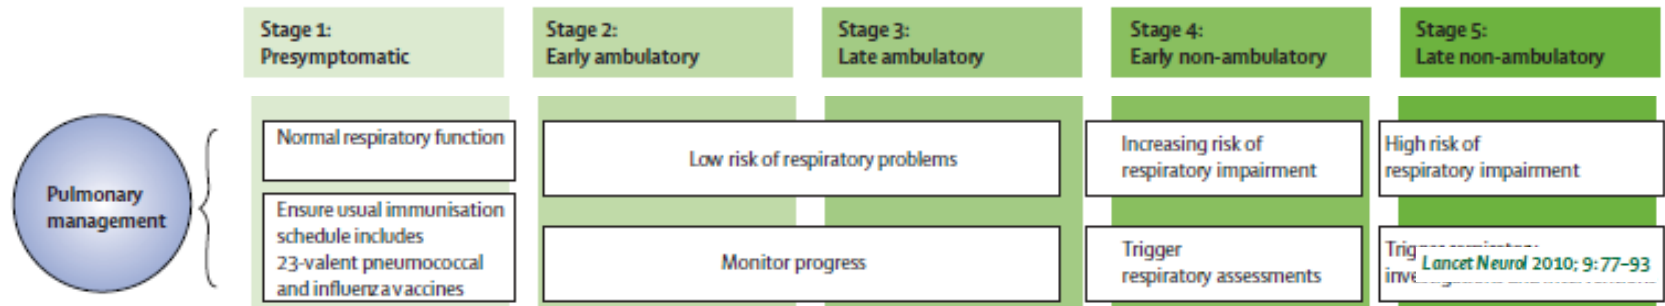 Stage 1:
Presymptomatic
Stage 2:
Early ambulatory
Stage 3:
Late ambulatory
Stage 4:
Early non-ambulatory
Stage 5:
Late non-ambulatory
Pulmonary
management
Normal respiratory function
Low risk of respiratory problems
Increasing risk of
respiratory impairment
High risk of
respiratory impairment
Ensure usual immunisation
schedule includes
23-valent pneumococcal
and influenza vaccines
Monitor progress
Trigger
respiratory assessments
Lancet Neurol 2010; 9: 77–93